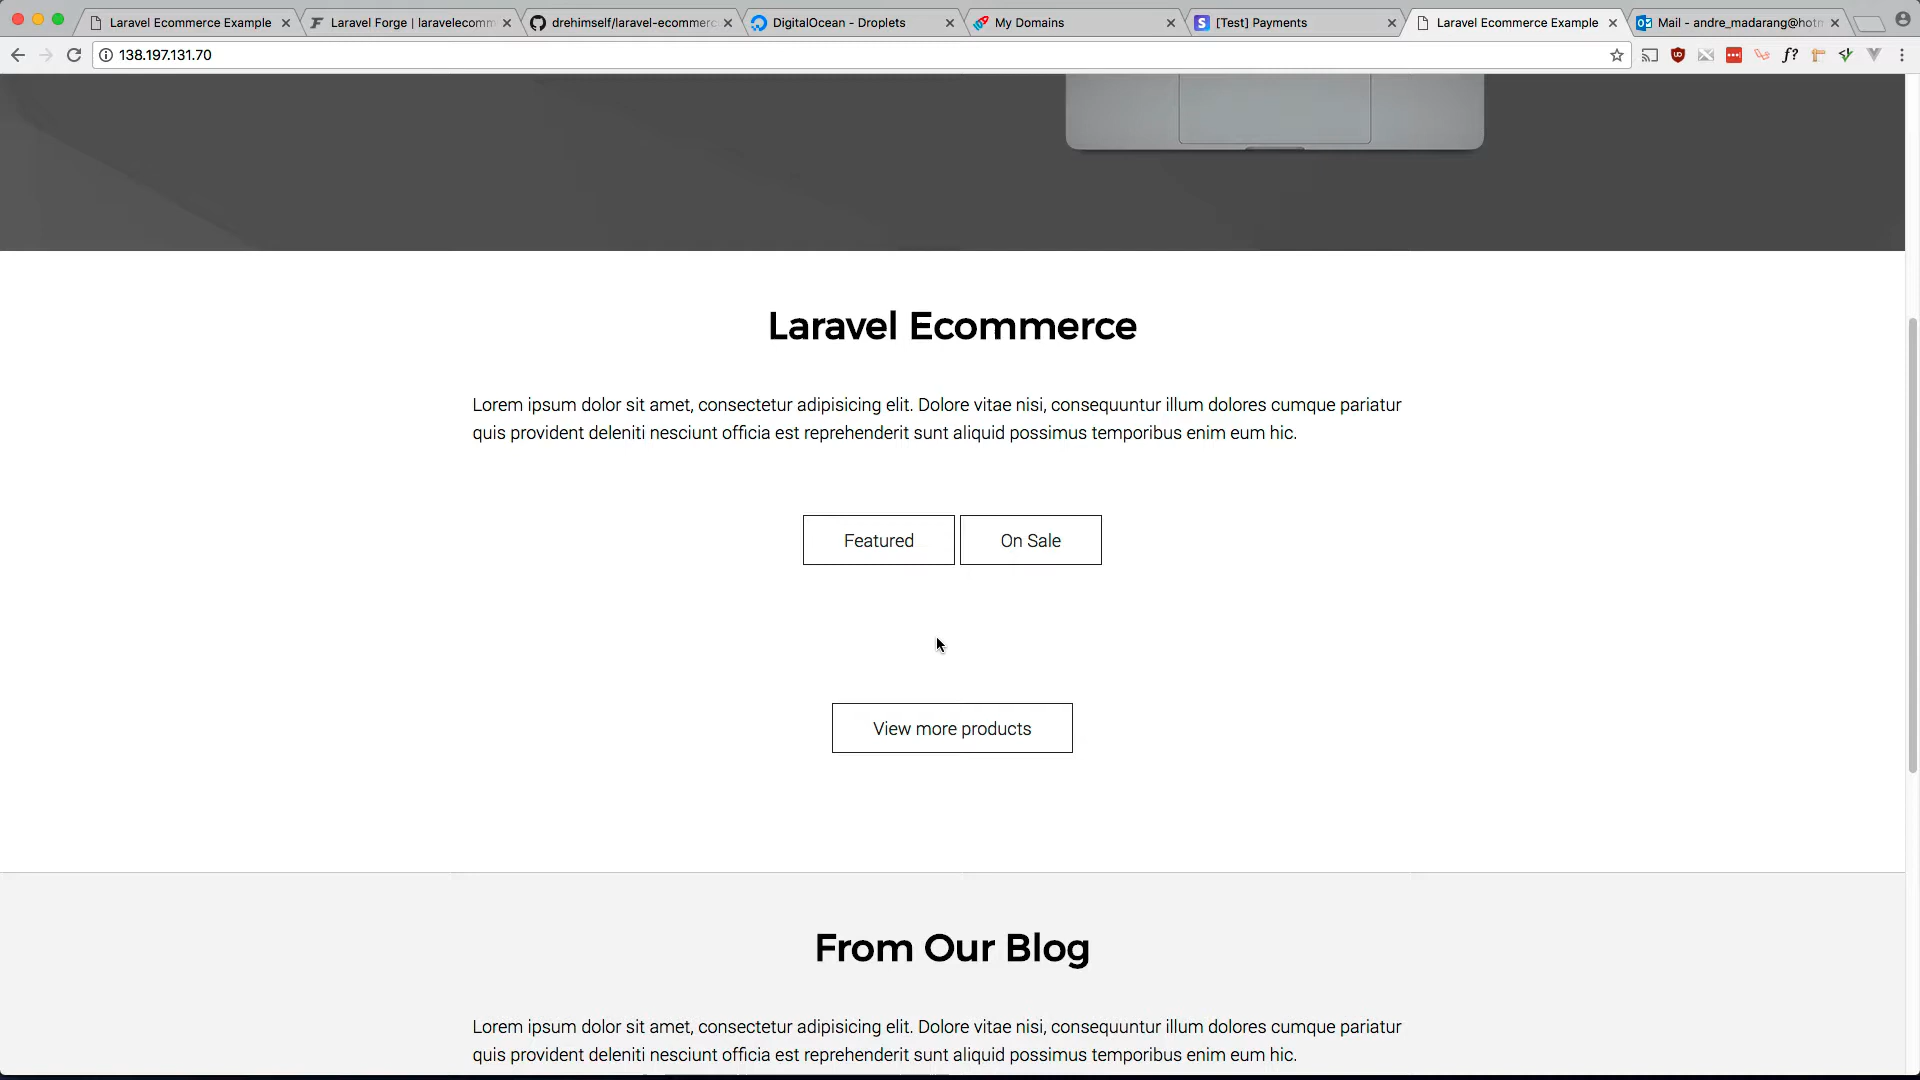 Laravel Ecommerce Example
Laravel Forge | laravelecomm
drehimself/laravel-ecommerc
DigitalOcean - Droplets
My Domains
[Test] Payments
Laravel Ecommerce Example
Mail - andre_madarang@hotm
138.197.131.70
f?
Laravel Ecommerce
Lorem ipsum dolor sit amet, consectetur adipisicing elit. Dolore vitae nisi, consequuntur illum dolores cumque pariatur
quis provident deleniti nesciunt officia est reprehenderit sunt aliquid possimus temporibus enim eum hic.
Featured
On Sale
View more products
From Our Blog
Lorem ipsum dolor sit amet, consectetur adipisicing elit. Dolore vitae nisi, consequuntur illum dolores cumque pariatur
quis provident deleniti nesciunt officia est reprehenderit sunt aliquid possimus temporibus enim eum hic.